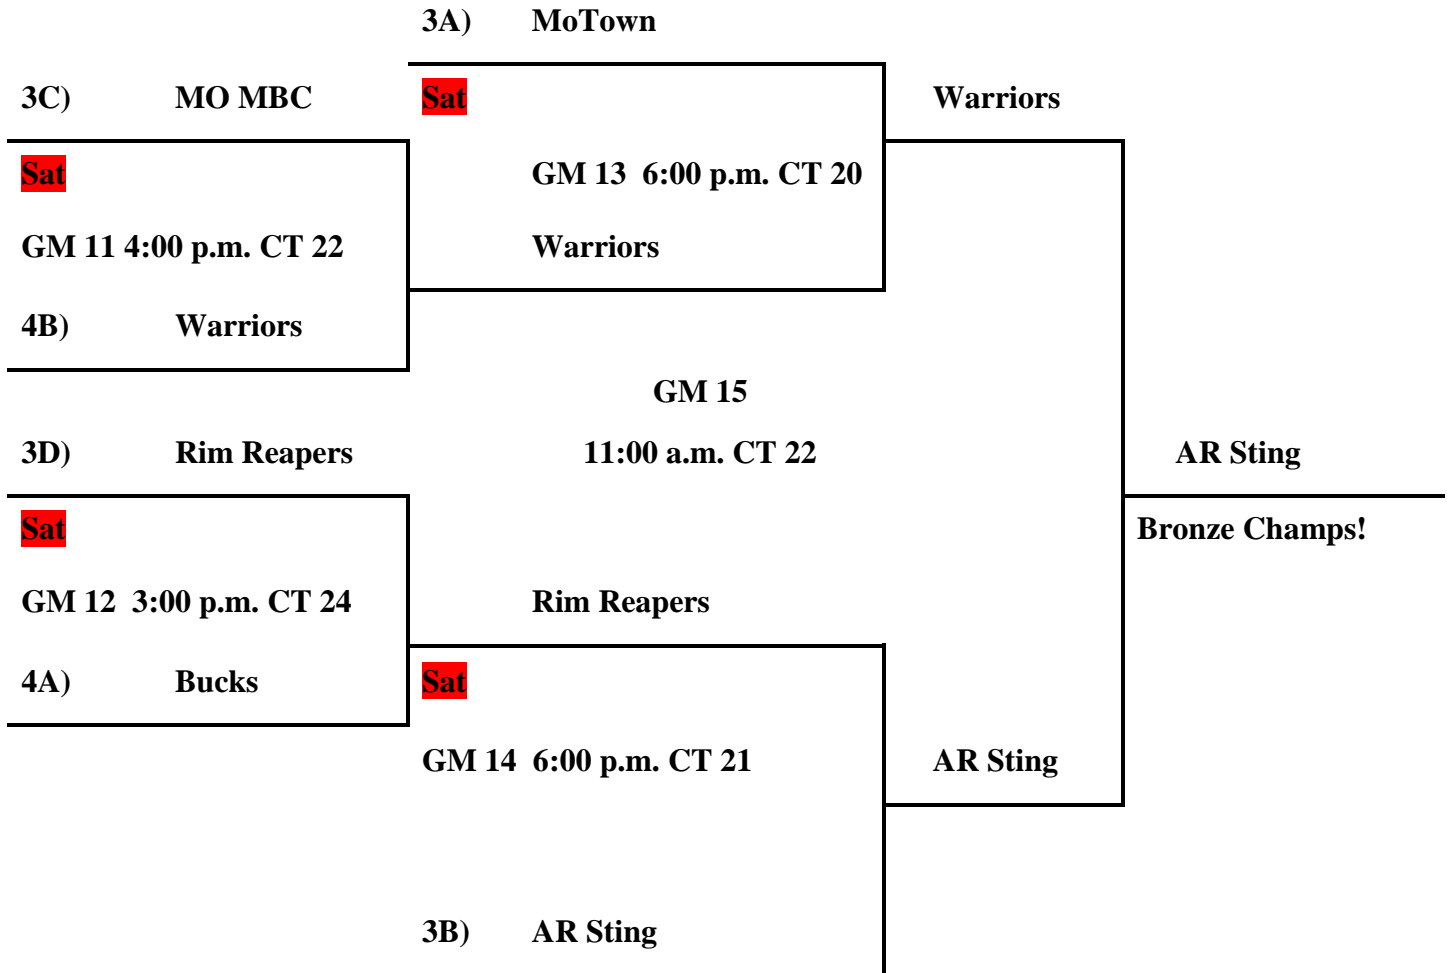 3A) MoTown
3C) MO MBC Sat Warriors
Sat GM 13 6:00 p.m. CT 20
GM 11 4:00 p.m. CT 22 Warriors
4B) Warriors
GM 15
3D) Rim Reapers 11:00 a.m. CT 22 AR Sting
Sat Bronze Champs!
GM 12 3:00 p.m. CT 24 Rim Reapers
4A) Bucks Sat
GM 14 6:00 p.m. CT 21 AR Sting
3B) AR Sting